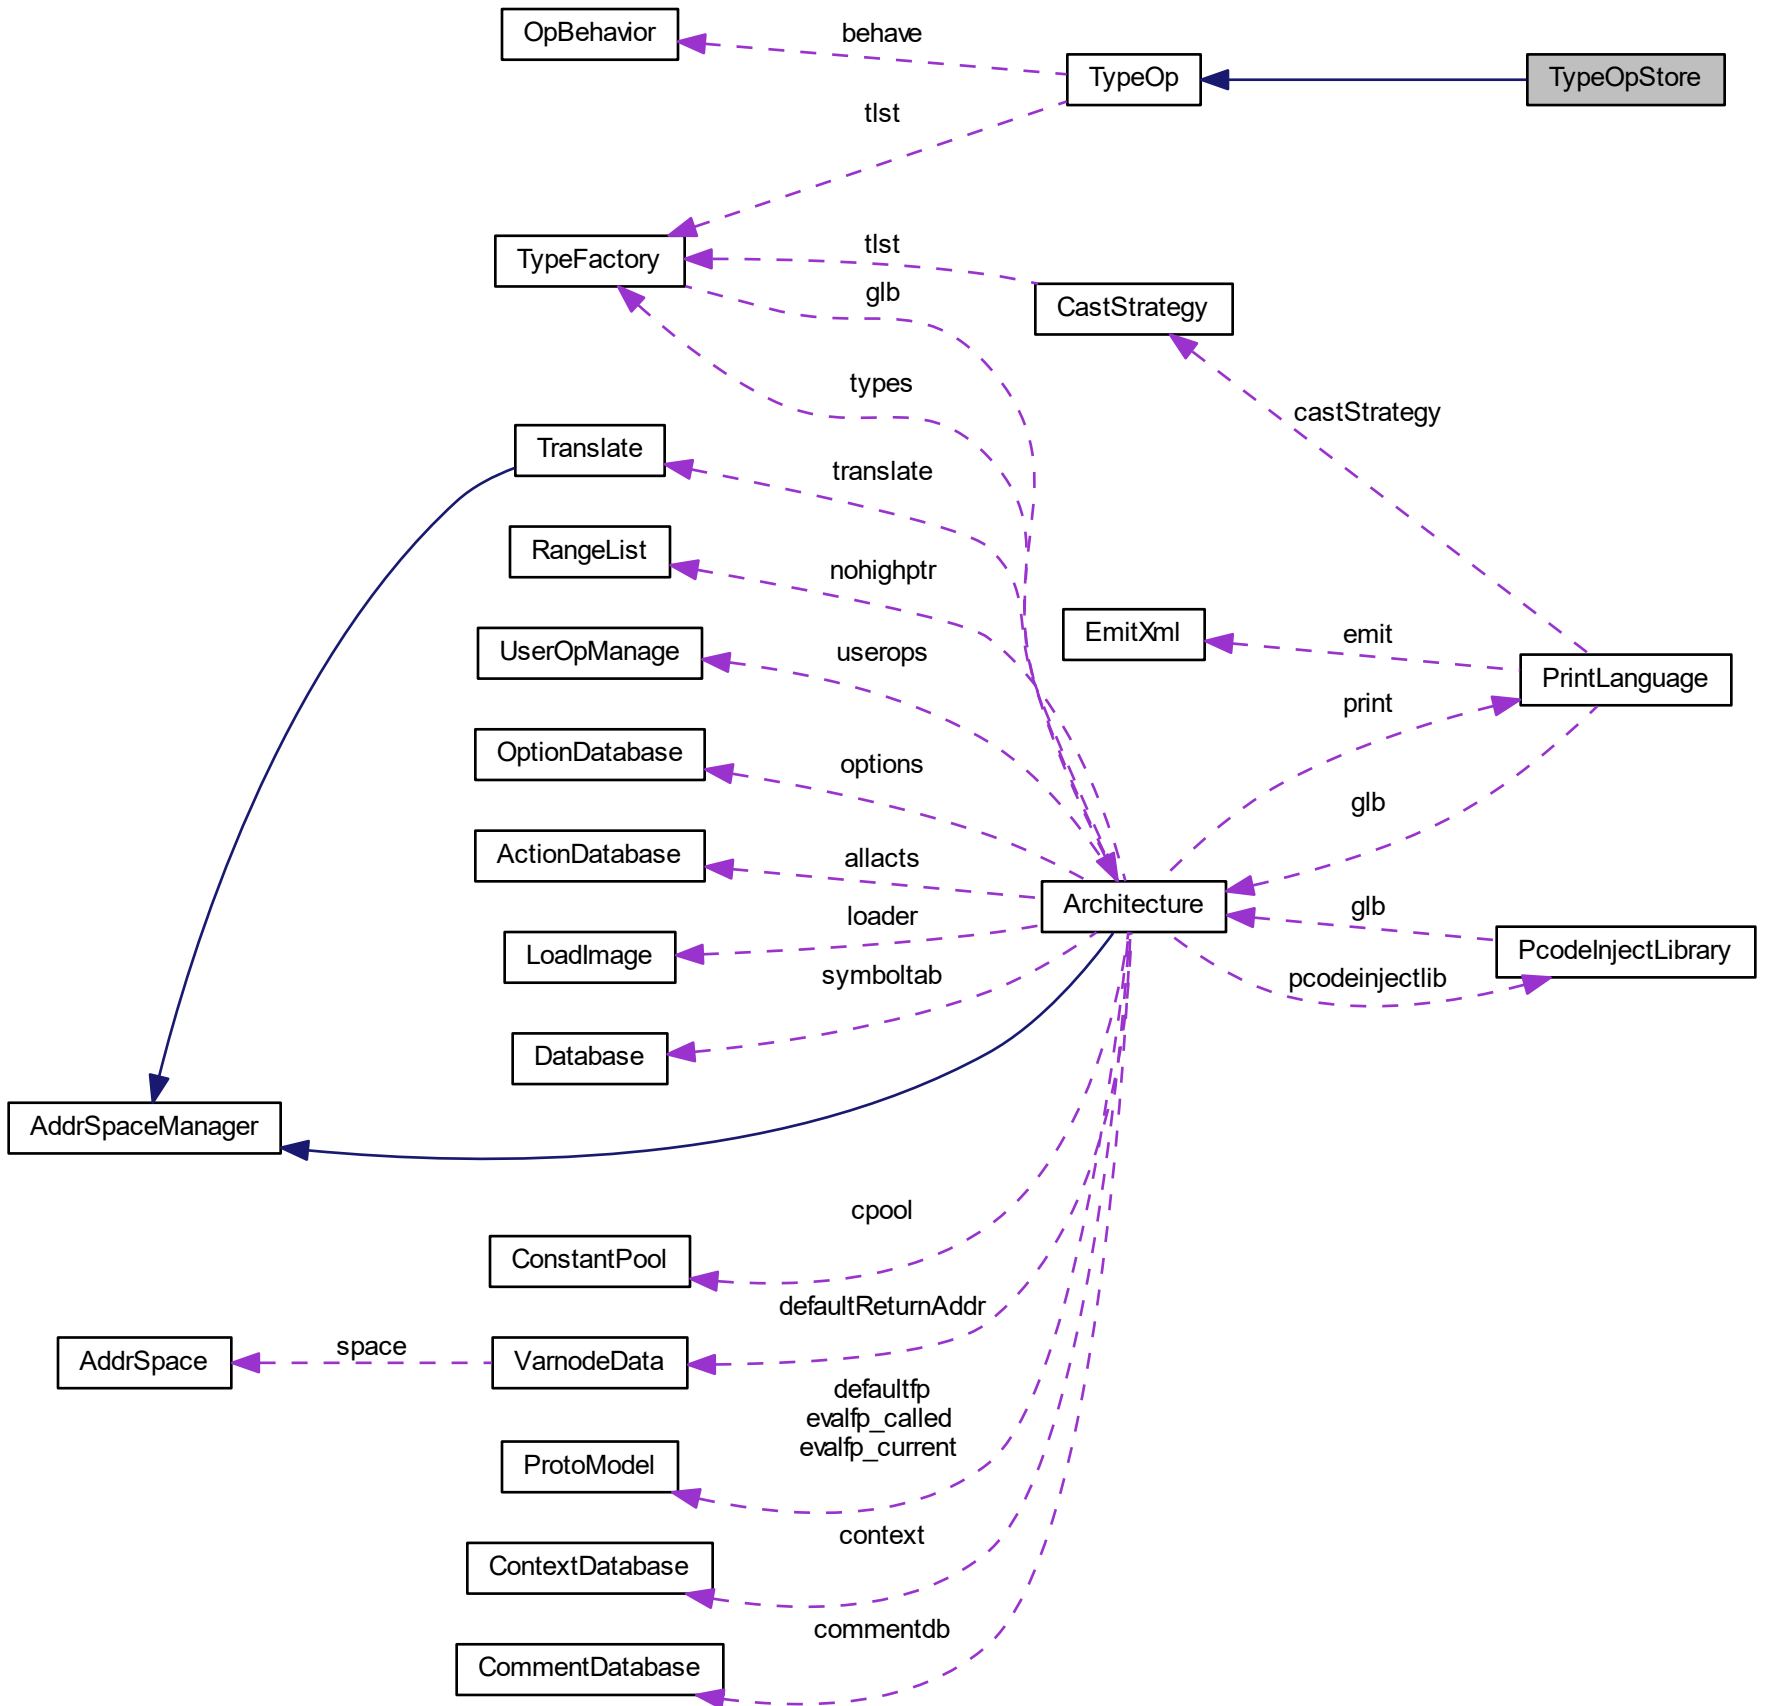 OpBehavior
behave
TypeOp
TypeOpStore
tlst
TypeFactory
tlst
glb
CastStrategy
types
castStrategy
Translate
translate
RangeList
nohighptr
EmitXml
emit
UserOpManage
userops
PrintLanguage
print
OptionDatabase
options
glb
ActionDatabase
allacts
Architecture
glb
LoadImage
loader
PcodeInjectLibrary
symboltab
pcodeinjectlib
Database
AddrSpaceManager
cpool
ConstantPool
defaultReturnAddr
AddrSpace
space
VarnodeData
defaultfp
evalfp_called
evalfp_current
ProtoModel
context
ContextDatabase
commentdb
CommentDatabase